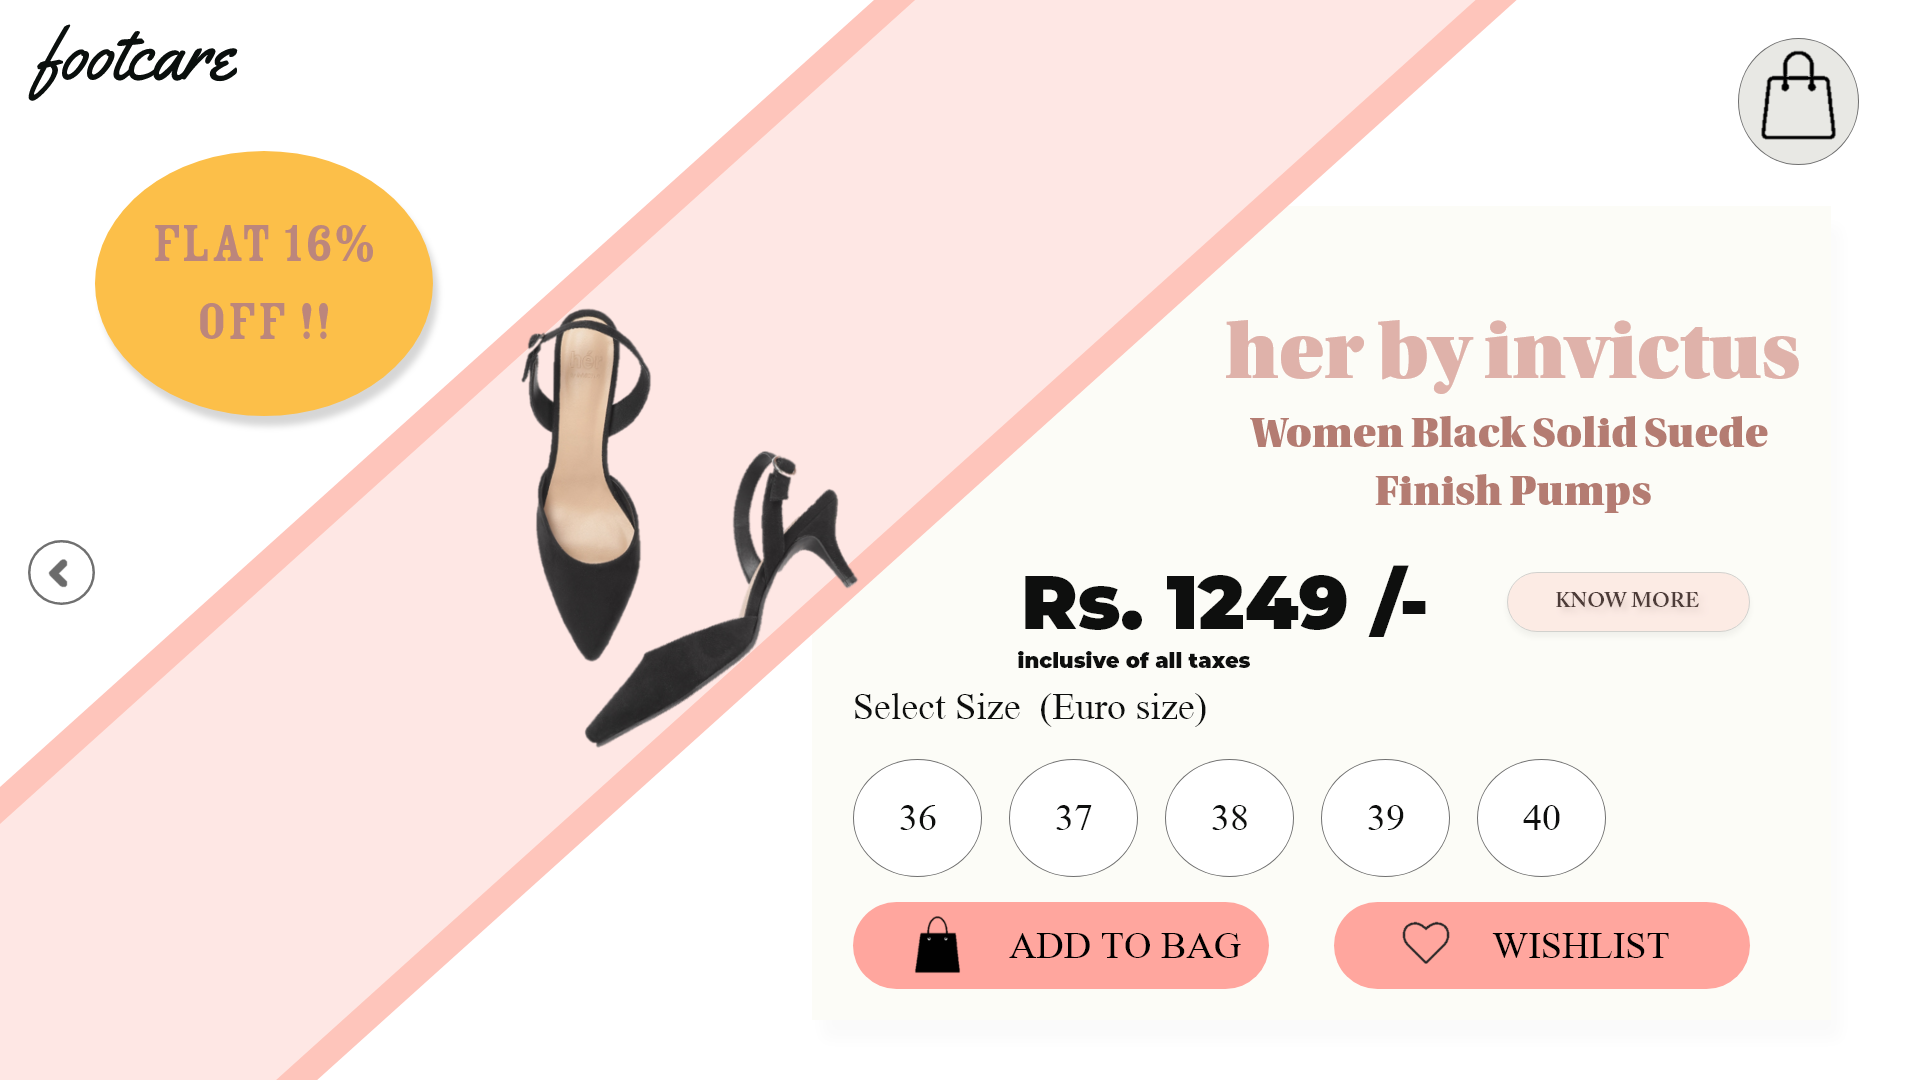 footcare
FLAT 16%
OFF !!
her by invictus
Women Black Solid Suede
Finish Pumps
Rs. 1249 /-
KNOW MORE
inclusive of all taxes
Select Size (Euro size)
36 37 38 39 40
ADD TO BAG WISHLIST